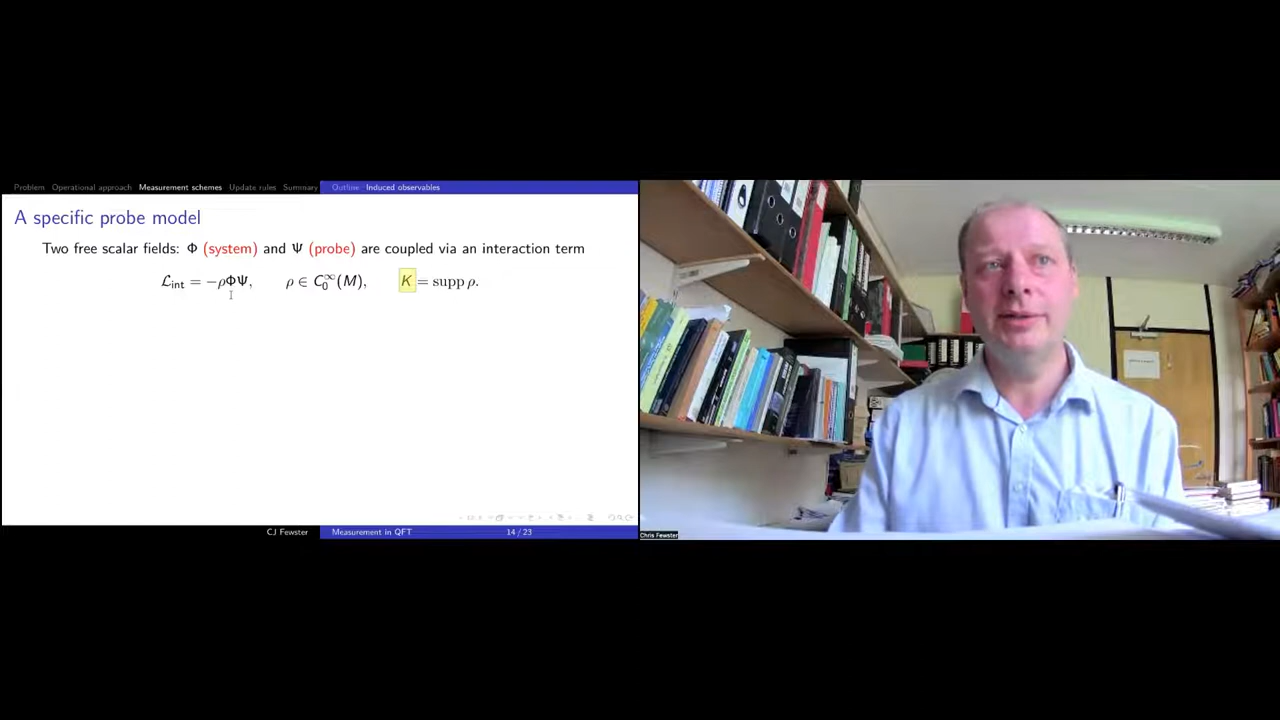 Problem Operational approach Measurement schemes Update rules Summary Outline Induced observables
A specific probe model
Two free scalar fields: Φ (system) and Ψ (probe) are coupled via an interaction term
ℒint = −ρΦΨ, ρ ∈ C₀^∞(M), K = supp ρ.
CJ Fewster Measurement in QFT 14 / 23
Chris Fewster